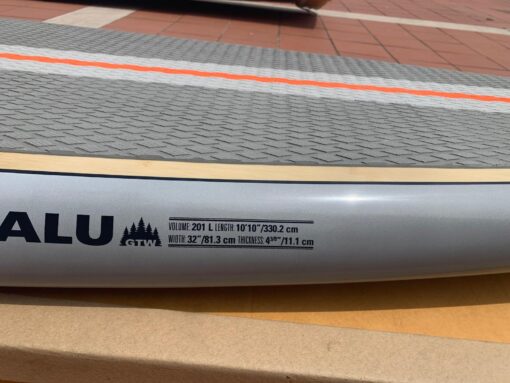 ALU
GTW
VOLUME: 201 L LENGTH: 10'10"/330.2 cm
WIDTH: 32"/81.3 cm THICKNESS: 4 3/8"/11.1 cm